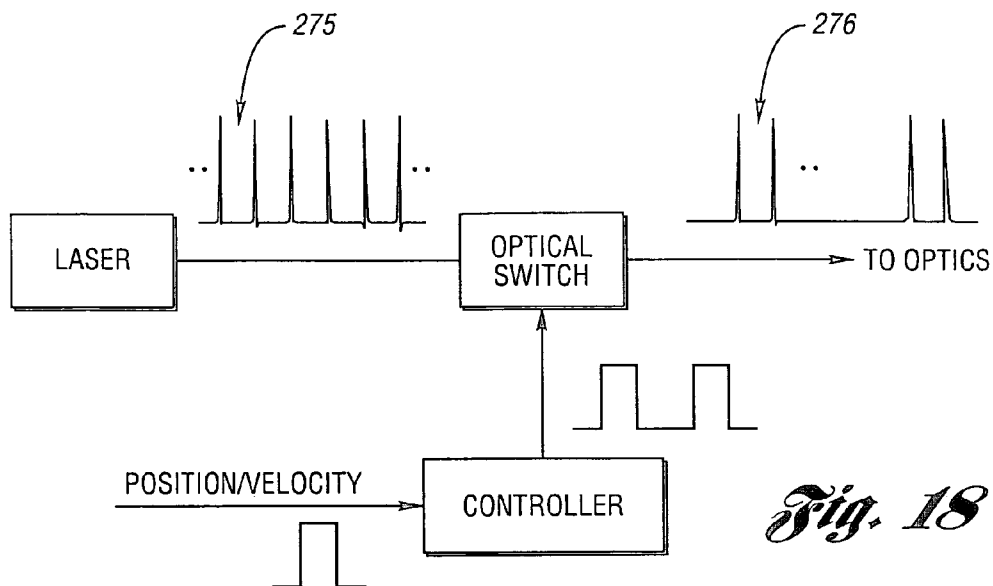 275
276
LASER
OPTICAL
SWITCH
TO OPTICS
POSITION/VELOCITY
CONTROLLER
Fig. 18